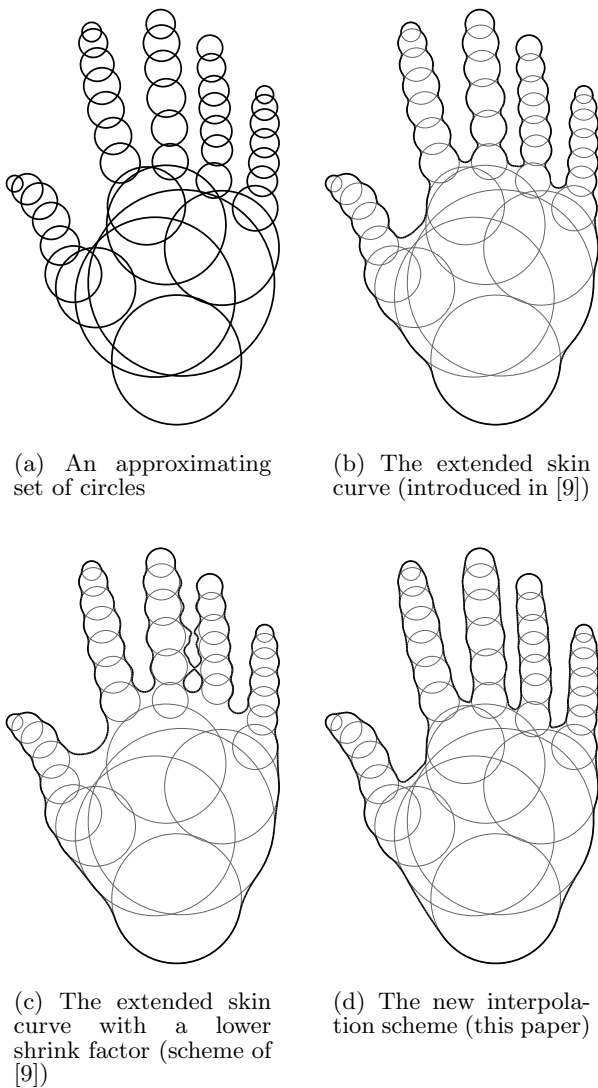 (a) An approximating
set of circles
(b) The extended skin
curve (introduced in [9])
(c) The extended skin
curve with a lower
shrink factor (scheme of
[9])
(d) The new interpola-
tion scheme (this paper)